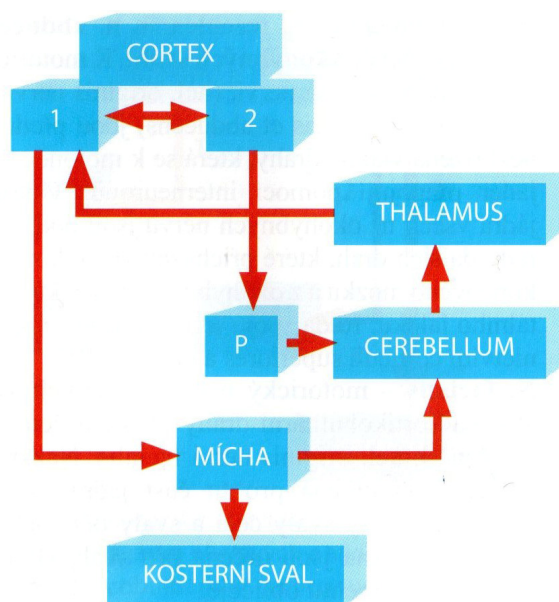 CORTEX
1
2
THALAMUS
P
CEREBELLUM
MÍCHA
KOSTERNÍ SVAL